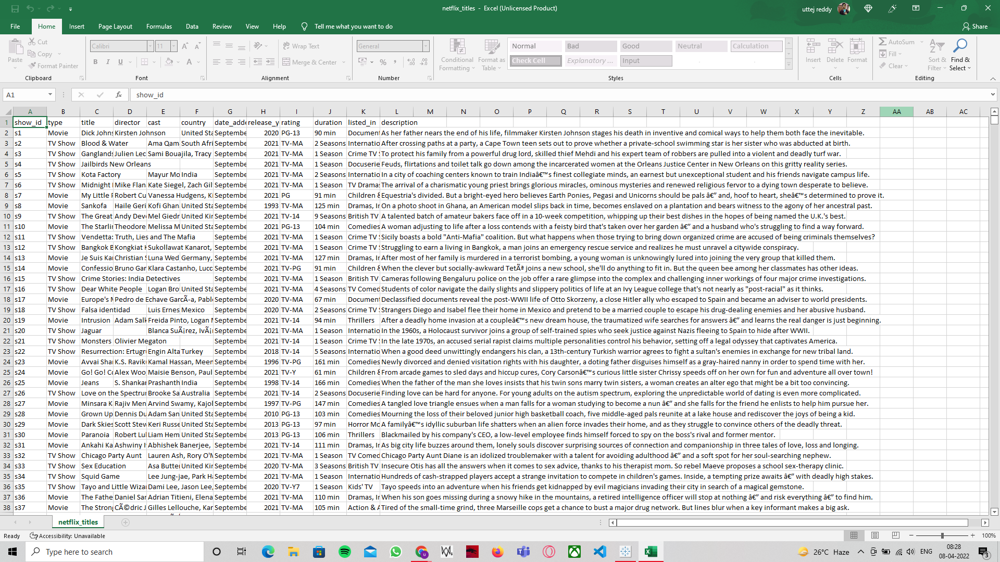 netflix_titles - Excel (Unlicensed Product)
uttej reddy
File Home Insert Page Layout Formulas Data Review View Help Tell me what you want to do Share
Paste Cut Copy Format Painter Clipboard
Calibri 11 B I U Font
Wrap Text Merge & Center Alignment
General % Number
Conditional Formatting Format as Table
Normal Bad Good Neutral Calculation
Check Cell Explanatory ... Input
Styles
Insert Delete Format Cells
AutoSum Fill Clear Sort & Filter Find & Select Editing
A1 fx show_id
A B C D E F G H I J K L M N O P Q R S T U V W X Y Z AA AB AC
1 show_id type title director cast country date_adde release_y rating duration listed_in description
2 s1 Movie Dick Johns Kirsten Johnson United Sta Septembe 2020 PG-13 90 min Document As her father nears the end of his life, filmmaker Kirsten Johnson stages his death in inventive and comical ways to help them both face the inevitable.
3 s2 TV Show Blood & Water Ama Qam South Afri Septembe 2021 TV-MA 2 Seasons Internatio After crossing paths at a party, a Cape Town teen sets out to prove whether a private-school swimming star is her sister who was abducted at birth.
4 s3 TV Show Ganglands Julien Lec Sami Bouajila, Tracy Septembe 2021 TV-MA 1 Season Crime TV S To protect his family from a powerful drug lord, skilled thief Mehdi and his expert team of robbers are pulled into a violent and deadly turf war.
5 s4 TV Show Jailbirds New Orleans Septembe 2021 TV-MA 1 Season Docuserie Feuds, flirtations and toilet talk go down among the incarcerated women at the Orleans Justice Center in New Orleans on this gritty reality series.
6 s5 TV Show Kota Factory Mayur Mo India Septembe 2021 TV-MA 2 Seasons Internatio In a city of coaching centers known to train Indiaâ€™s finest collegiate minds, an earnest but unexceptional student and his friends navigate campus life.
7 s6 TV Show Midnight Mike Flan Kate Siegel, Zach Gil Septembe 2021 TV-MA 1 Season TV Drama The arrival of a charismatic young priest brings glorious miracles, ominous mysteries and renewed religious fervor to a dying town desperate to believe.
8 s7 Movie My Little P Robert Cu Vanessa Hudgens, Ki Septembe 2021 PG 91 min Children & Equestria's divided. But a bright-eyed hero believes Earth Ponies, Pegasi and Unicorns should be pals â€” and, hoof to heart, sheâ€™s determined to prove it.
9 s8 Movie Sankofa Haile Geri Kofi Ghan United Sta Septembe 1993 TV-MA 125 min Dramas, In On a photo shoot in Ghana, an American model slips back in time, becomes enslaved on a plantation and bears witness to the agony of her ancestral past.
10 s9 TV Show The Great Andy Deve Mel Giedr United Kin Septembe 2021 TV-14 9 Seasons British TV A talented batch of amateur bakers face off in a 10-week competition, whipping up their best dishes in the hopes of being named the U.K.'s best.
11 s10 Movie The Starlin Theodore Melissa M United Sta Septembe 2021 PG-13 104 min Comedies A woman adjusting to life after a loss contends with a feisty bird that's taken over her garden â€” and a husband who's struggling to find a way forward.
12 s11 TV Show Vendetta: Truth, Lies and The Mafia Septembe 2021 TV-MA 1 Season Crime TV S Sicily boasts a bold "Anti-Mafia" coalition. But what happens when those trying to bring down organized crime are accused of being criminals themselves?
13 s12 TV Show Bangkok B Kongkiat K Sukollawat Kanarot, Septembe 2021 TV-MA 1 Season Crime TV S Struggling to earn a living in Bangkok, a man joins an emergency rescue service and realizes he must unravel a citywide conspiracy.
14 s13 Movie Je Suis Kar Christian S Luna Wed Germany, Septembe 2021 TV-MA 127 min Dramas, In After most of her family is murdered in a terrorist bombing, a young woman is unknowingly lured into joining the very group that killed them.
15 s14 Movie Confessio Bruno Gar Klara Castanho, Lucc Septembe 2021 TV-PG 91 min Children & When the clever but socially-awkward TetÃª joins a new school, she'll do anything to fit in. But the queen bee among her classmates has other ideas.
16 s15 TV Show Crime Stories: India Detectives Septembe 2021 TV-MA 1 Season British TV Cameras following Bengaluru police on the job offer a rare glimpse into the complex and challenging inner workings of four major crime investigations.
17 s16 TV Show Dear White People Logan Bro United Sta Septembe 2021 TV-MA 4 Seasons TV Comed Students of color navigate the daily slights and slippery politics of life at an Ivy League college that's not nearly as "post-racial" as it thinks.
18 s17 Movie Europe's M Pedro de Echave GarcÃ-a, Pabl Septembe 2020 TV-MA 67 min Document Declassified documents reveal the post-WWII life of Otto Skorzeny, a close Hitler ally who escaped to Spain and became an adviser to world presidents.
19 s18 TV Show Falsa identidad Luis Ernes Mexico Septembe 2020 TV-MA 2 Seasons Crime TV S Strangers Diego and Isabel flee their home in Mexico and pretend to be a married couple to escape his drug-dealing enemies and her abusive husband.
20 s19 Movie Intrusion Adam Salk Freida Pinto, Logan M Septembe 2021 TV-14 94 min Thrillers After a deadly home invasion at a coupleâ€™s new dream house, the traumatized wife searches for answers â€” and learns the real danger is just beginning.
21 s20 TV Show Jaguar Blanca SuÃ¡rez, IvÃ¡n Septembe 2021 TV-MA 1 Season Internatio In the 1960s, a Holocaust survivor joins a group of self-trained spies who seek justice against Nazis fleeing to Spain to hide after WWII.
22 s21 TV Show Monsters Olivier Megaton Septembe 2021 TV-14 1 Season Crime TV S In the late 1970s, an accused serial rapist claims multiple personalities control his behavior, setting off a legal odyssey that captivates America.
23 s22 TV Show Resurrection: Ertugr Engin Alta Turkey Septembe 2018 TV-14 5 Seasons Internatio When a good deed unwittingly endangers his clan, a 13th-century Turkish warrior agrees to fight a sultan's enemies in exchange for new tribal land.
24 s23 Movie Avvai Shan K.S. Raviku Kamal Hassan, Meen Septembe 1996 TV-PG 161 min Comedies Newly divorced and denied visitation rights with his daughter, a doting father disguises himself as a gray-haired nanny in order to spend time with her.
25 s24 Movie Go! Go! Co Alex Woo, Maisie Benson, Paul Septembe 2021 TV-Y 61 min Children & From arcade games to sled days and hiccup cures, Cory Carsonâ€™s curious little sister Chrissy speeds off on her own for fun and adventure all over town!
26 s25 Movie Jeans S. Shankar Prashanth India Septembe 1998 TV-14 166 min Comedies When the father of the man she loves insists that his twin sons marry twin sisters, a woman creates an alter ego that might be a bit too convincing.
27 s26 TV Show Love on the Spectrum Brooke Sa Australia Septembe 2021 TV-14 2 Seasons Docuserie Finding love can be hard for anyone. For young adults on the autism spectrum, exploring the unpredictable world of dating is even more complicated.
28 s27 Movie Minsara K Rajiv Men Arvind Swamy, Kajol Septembe 1997 TV-PG 147 min Comedies A tangled love triangle ensues when a man falls for a woman studying to become a nun â€” and she falls for the friend he enlists to help him pursue her.
29 s28 Movie Grown Up Dennis Du Adam San United Sta Septembe 2010 PG-13 103 min Comedies Mourning the loss of their beloved junior high basketball coach, five middle-aged pals reunite at a lake house and rediscover the joys of being a kid.
30 s29 Movie Dark Skies Scott Stew Keri Russe United Sta Septembe 2013 PG-13 97 min Horror Mo A familyâ€™s idyllic suburban life shatters when an alien force invades their home, and as they struggle to convince others of the deadly threat.
31 s30 Movie Paranoia Robert Lul Liam Hem United Sta Septembe 2013 PG-13 106 min Thrillers Blackmailed by his company's CEO, a low-level employee finds himself forced to spy on the boss's rival and former mentor.
32 s31 Movie Ankahi Ka Ashwiny I Abhishek Banerjee, Septembe 2021 TV-14 111 min Dramas, In As big city life buzzes around them, lonely souls discover surprising sources of connection and companionship in three tales of love, loss and longing.
33 s32 TV Show Chicago Party Aunt Lauren Ash, Rory O'M Septembe 2021 TV-MA 1 Season TV Comed Chicago Party Aunt Diane is an idolized troublemaker with a talent for avoiding adulthood â€” and a soft spot for her soul-searching nephew.
34 s33 TV Show Sex Education Asa Butter United Kin Septembe 2020 TV-MA 3 Seasons British TV Insecure Otis has all the answers when it comes to sex advice, thanks to his therapist mom. So rebel Maeve proposes a school sex-therapy clinic.
35 s34 TV Show Squid Game Lee Jung-jae, Park Ha Septembe 2021 TV-MA 1 Season Internatio Hundreds of cash-strapped players accept a strange invitation to compete in children's games. Inside, a tempting prize awaits â€” with deadly high stakes.
36 s35 TV Show Tayo and Little Wizar Dami Lee, Jason Lee, Septembe 2020 TV-Y7 1 Season Kids' TV Tayo speeds into an adventure when his friends get kidnapped by evil magicians invading their city in search of a magical gemstone.
37 s36 Movie The Fathe Daniel San Adrian Titieni, Elena Septembe 2021 TV-MA 110 min Dramas, In When his son goes missing during a snowy hike in the mountains, a retired intelligence officer will stop at nothing â€” and risk everything â€” to find him.
38 s37 Movie The Strong CÃ©dric J Gilles Lellouche, Kar Septembe 2021 TV-MA 105 min Action & A Tired of the small-time grind, three Marseille cops get a chance to bust a major drug network. But lines blur when a key informant makes a big ask.
netflix_titles
Ready Accessibility: Unavailable 100%
Type here to search
26°C Haze ENG 08:28
08-04-2022
3